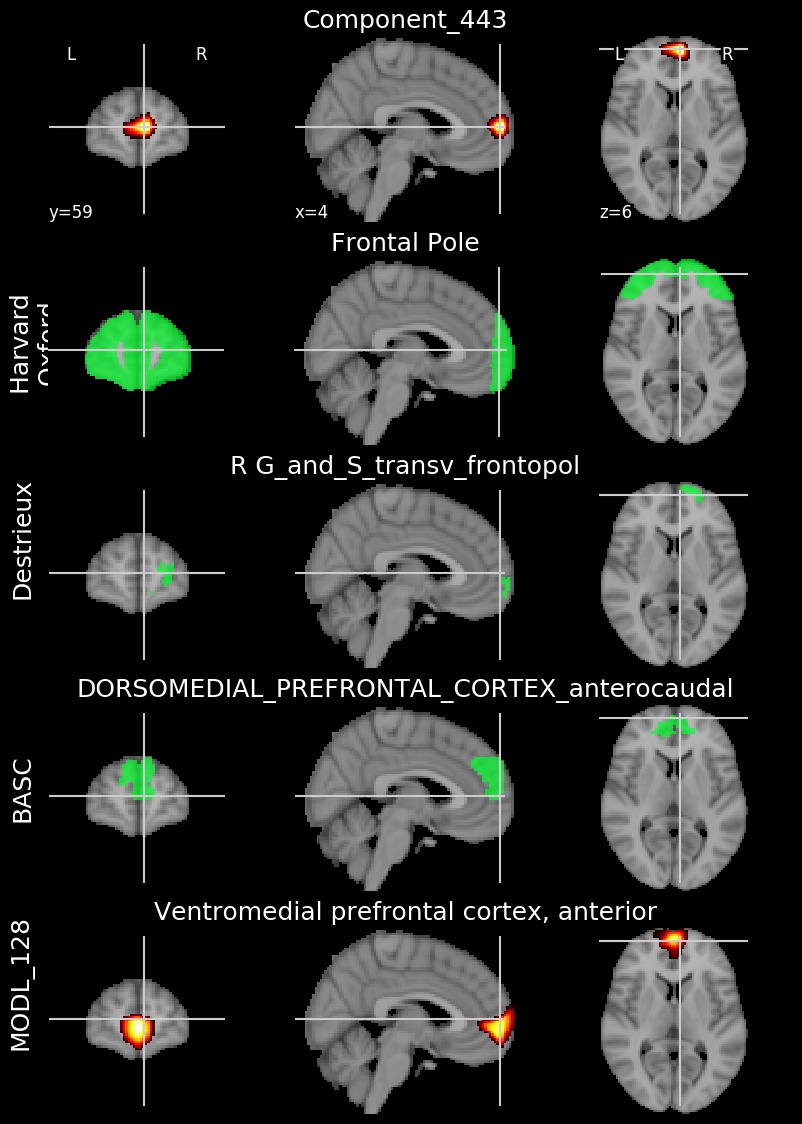 Component_443
L R
L R
y=59 x=4 z=6
Frontal Pole
Harvard
R G_and_S_transv_frontopol
Destrieux
DORSOMEDIAL_PREFRONTAL_CORTEX_anterocaudal
BASC
Ventromedial prefrontal cortex, anterior
MODL_128